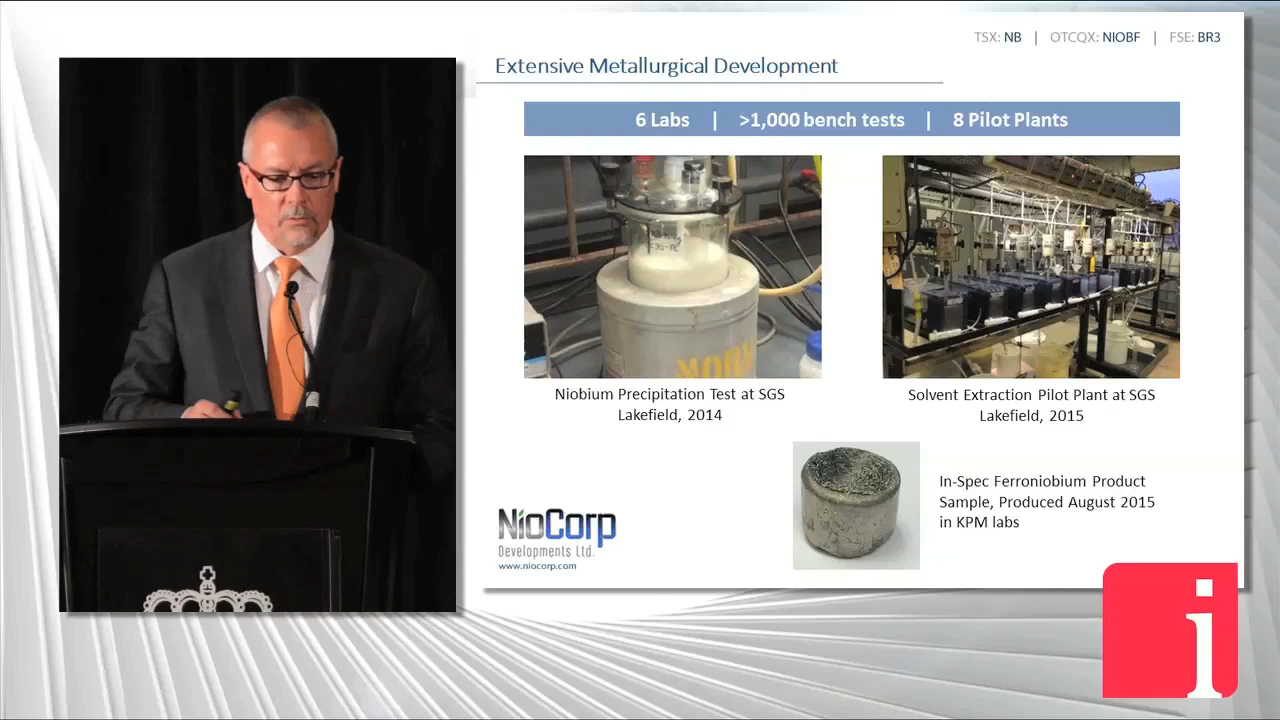 TSX: NB | OTCQX: NIOBF | FSE: BR3
Extensive Metallurgical Development
6 Labs | >1,000 bench tests | 8 Pilot Plants
Niobium Precipitation Test at SGS
Lakefield, 2014
Solvent Extraction Pilot Plant at SGS
Lakefield, 2015
In-Spec Ferroniobium Product
Sample, Produced August 2015
in KPM labs
NioCorp
Developments Ltd.
www.niocorp.com
i